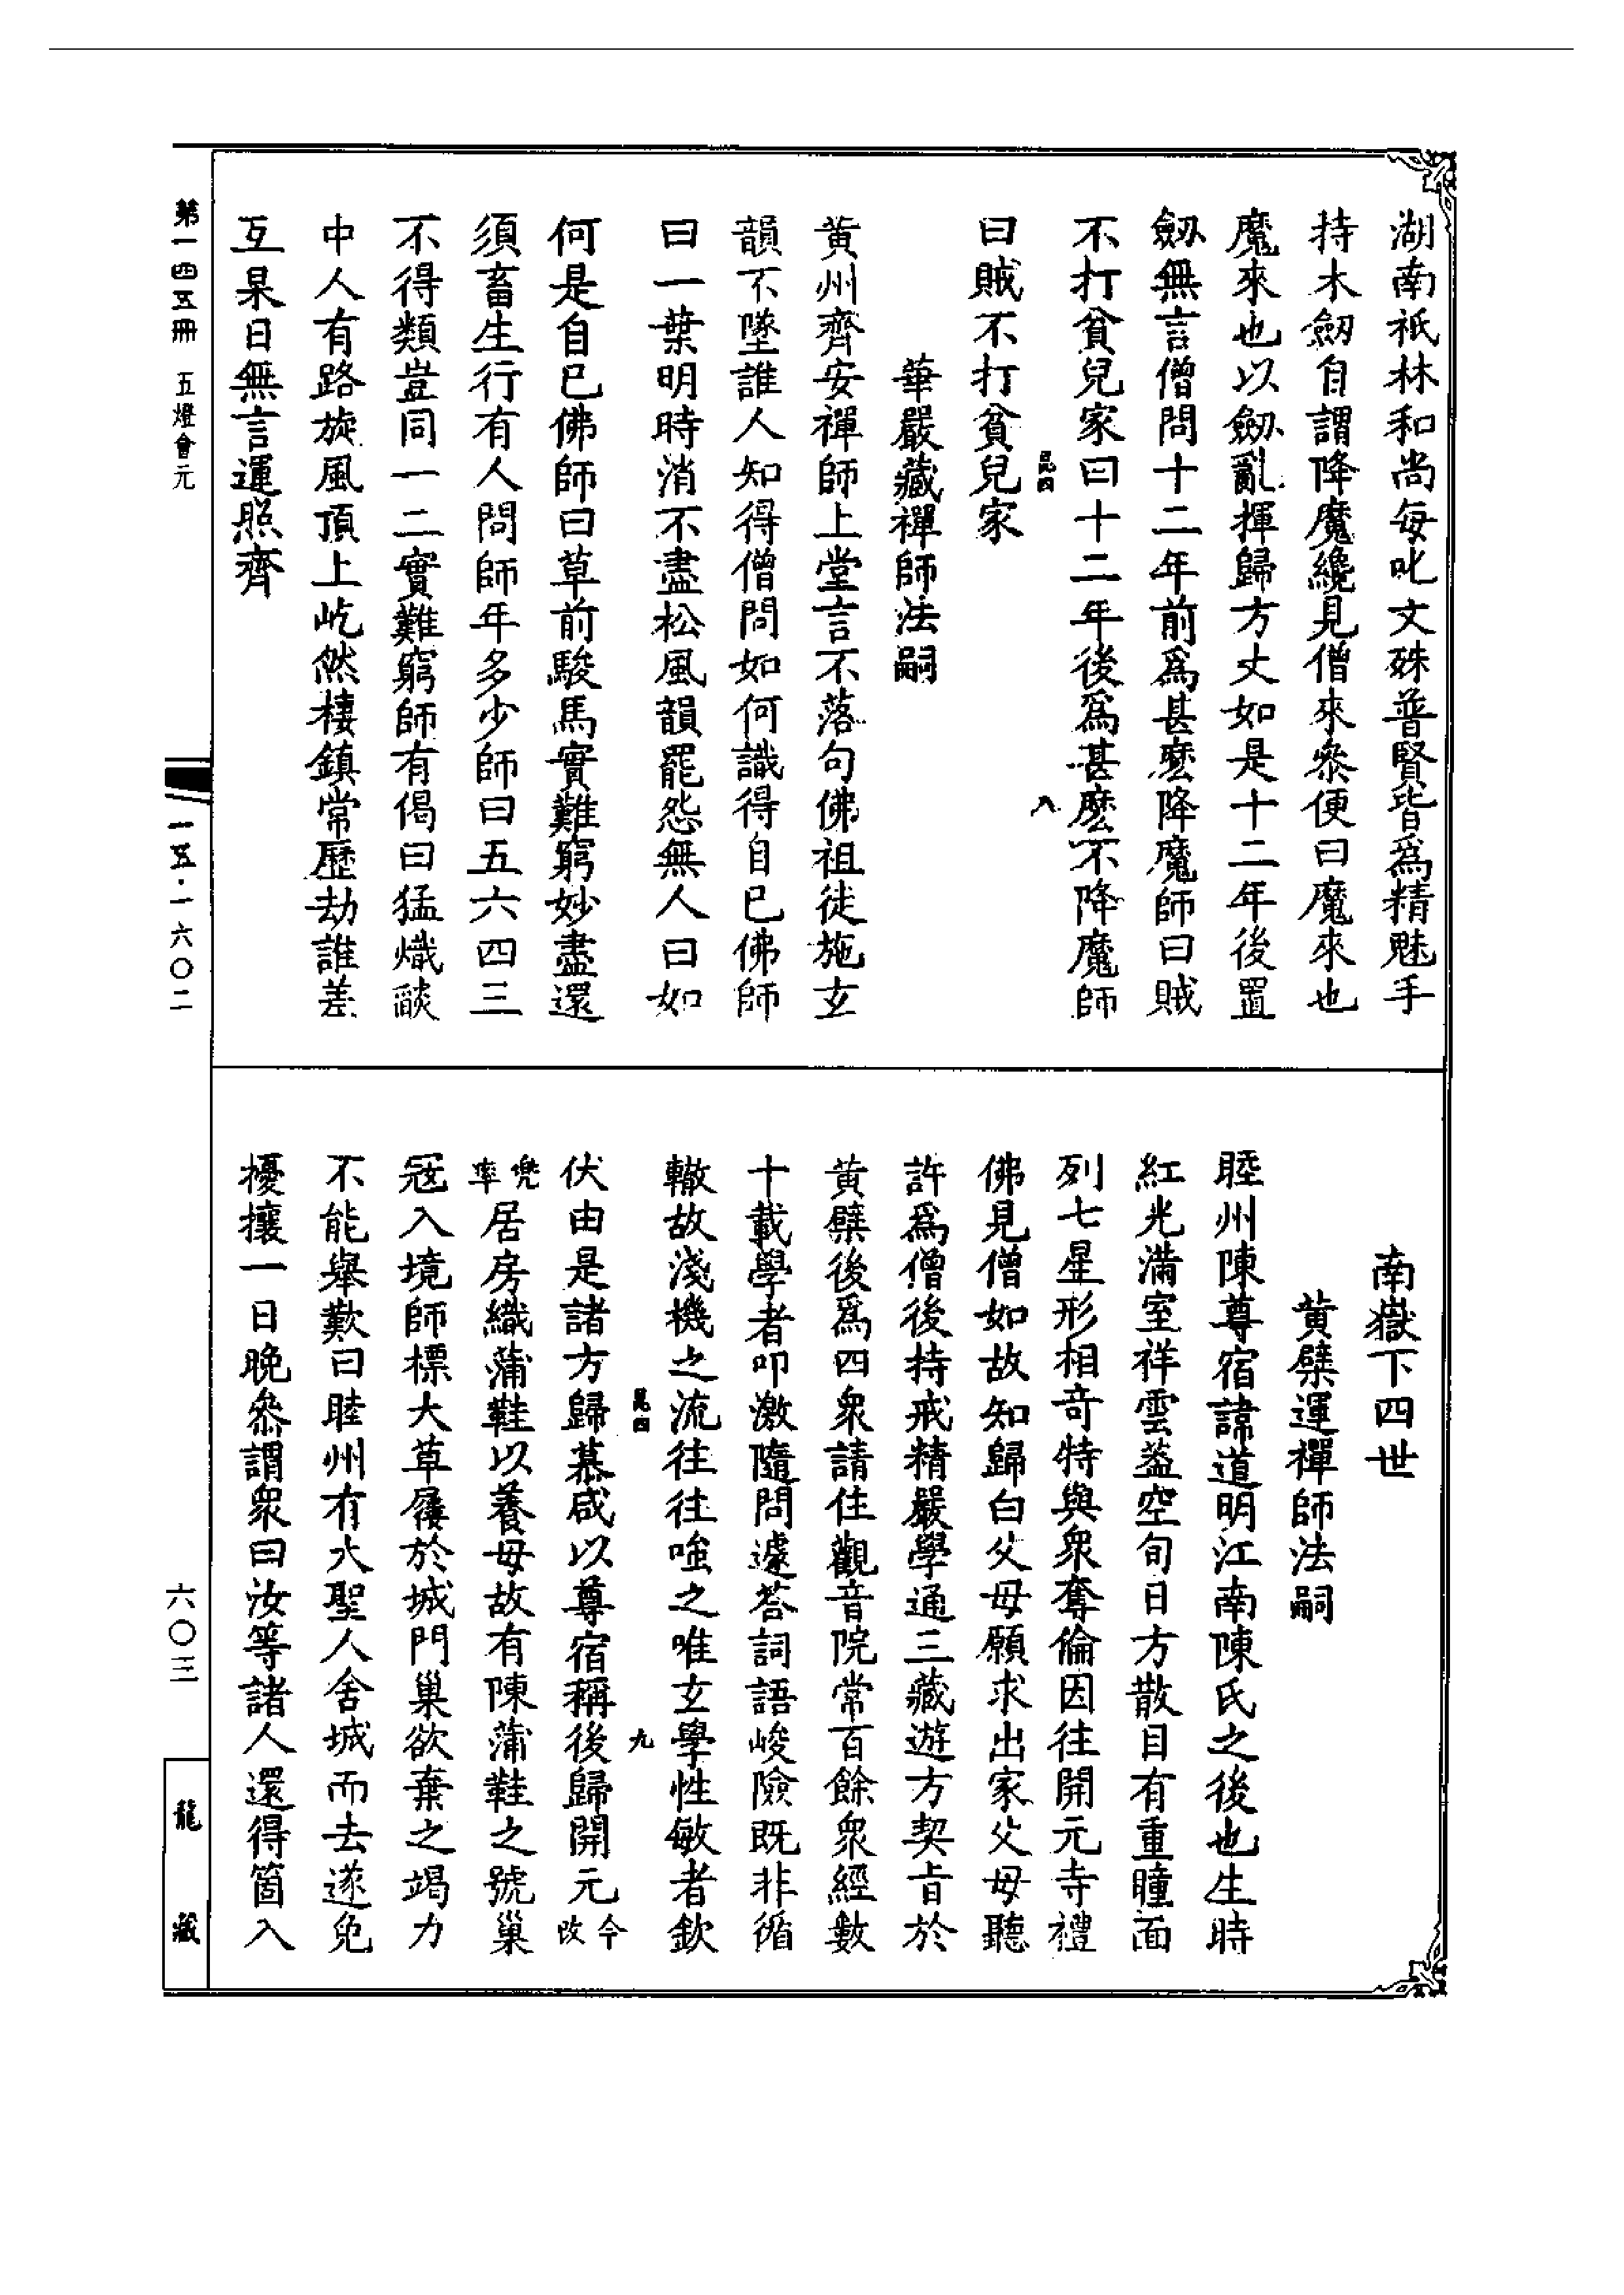 湖南祇林和尚每叱文殊普賢皆爲精魅手
持木劒自謂降魔纔見僧來叅便曰魔來也
魔來也以劒亂揮歸方丈如是十二年後置
劒無言僧問十二年前爲甚麽降魔師曰賊
不打貧兒家曰十二年後爲甚麽不降魔師
昆四
八
曰賊不打貧兒家
華嚴藏禪師法嗣
黄州齊安禪師上堂言不落句佛祖徒施玄
韻不墜誰人知得僧問如何識得自已佛師
曰一葉明時消不盡松風韻罷怨無人曰如
何是自已佛師曰草前駿馬實難窮妙盡還
須畜生行有人問師年多少師曰五六四三
不得類豈同一二實難窮師有偈曰猛熾燄
中人有路旋風頂上屹然棲鎮常歷劫誰差
互杲日無言運照齊
第一四五冊 五燈會元
一五·一六〇二
南嶽下四世
黄檗運禪師法嗣
睦州陳尊宿諱道明江南陳氏之後也生時
紅光滿室祥雲葢空旬日方散目有重瞳面
列七星形相奇特與衆奪倫因往開元寺禮
佛見僧如故知歸白父母願求出家父母聽
許爲僧後持戒精嚴學通三藏遊方契旨於
黄檗後爲四衆請住觀音院常百餘衆經數
十載學者叩激隨問遽荅詞語峻險既非循
轍故淺機之流往往嗤之唯玄學性敏者欽
昆四
九
伏由是諸方歸慕咸以尊宿稱後歸開元今改
兜率居房織蒲鞋以養母故有陳蒲鞋之號巢
冦入境師標大草屨於城門巢欲棄之竭力
不能舉歎曰睦州有大聖人舍城而去遂免
擾攘一日晚叅謂衆曰汝等諸人還得箇入
六〇三
龍藏